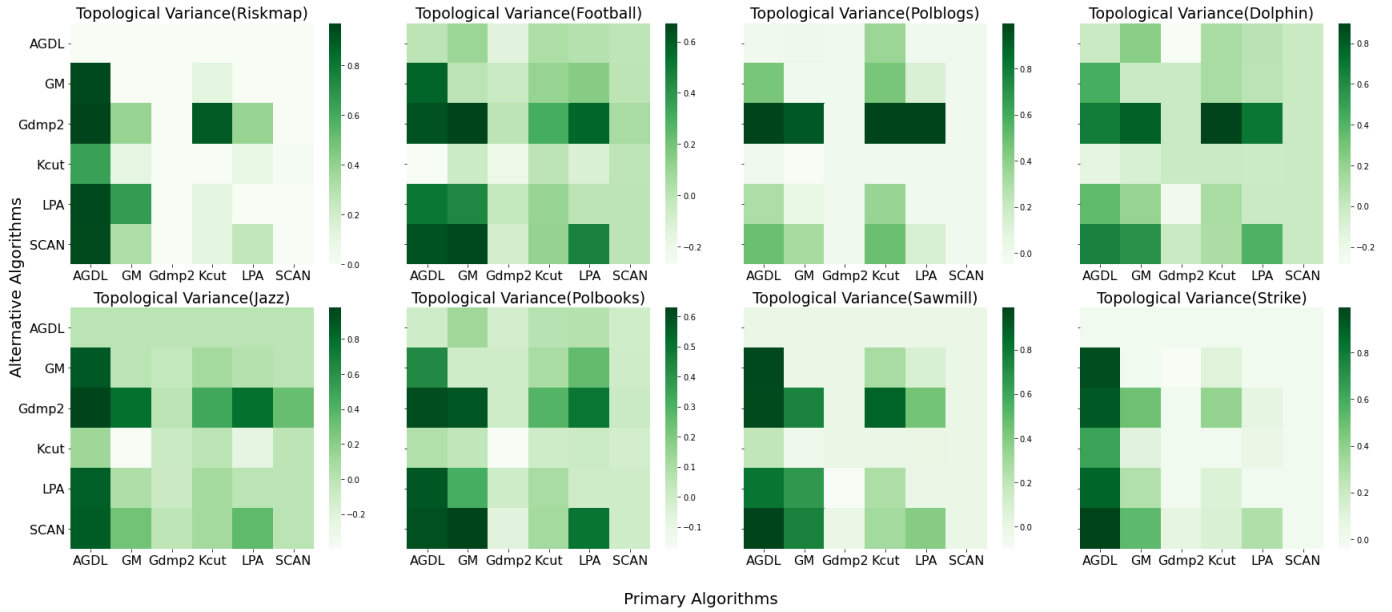 Topological Variance(Riskmap)
Topological Variance(Football)
Topological Variance(Polblogs)
Topological Variance(Dolphin)
AGDL
GM
Gdmp2
Kcut
LPA
SCAN
0.8
0.6
0.4
0.2
0.0
0.6
0.4
0.2
0.0
−0.2
0.8
0.6
0.4
0.2
0.0
0.8
0.6
0.4
0.2
0.0
−0.2
AGDL GM Gdmp2 Kcut LPA SCAN
AGDL GM Gdmp2 Kcut LPA SCAN
AGDL GM Gdmp2 Kcut LPA SCAN
AGDL GM Gdmp2 Kcut LPA SCAN
Alternative Algorithms
Topological Variance(Jazz)
Topological Variance(Polbooks)
Topological Variance(Sawmill)
Topological Variance(Strike)
AGDL
GM
Gdmp2
Kcut
LPA
SCAN
0.8
0.6
0.4
0.2
0.0
−0.2
0.6
0.5
0.4
0.3
0.2
0.1
0.0
−0.1
0.8
0.6
0.4
0.2
0.0
0.8
0.6
0.4
0.2
0.0
AGDL GM Gdmp2 Kcut LPA SCAN
AGDL GM Gdmp2 Kcut LPA SCAN
AGDL GM Gdmp2 Kcut LPA SCAN
AGDL GM Gdmp2 Kcut LPA SCAN
Primary Algorithms